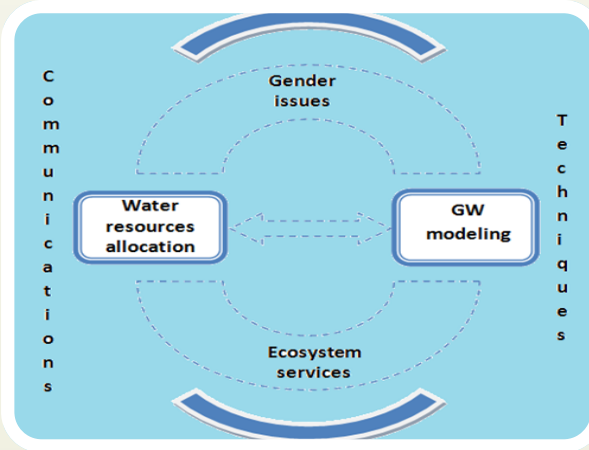 Communications
Gender
issues
Techniques
Water
resources
allocation
GW
modeling
Ecosystem
services